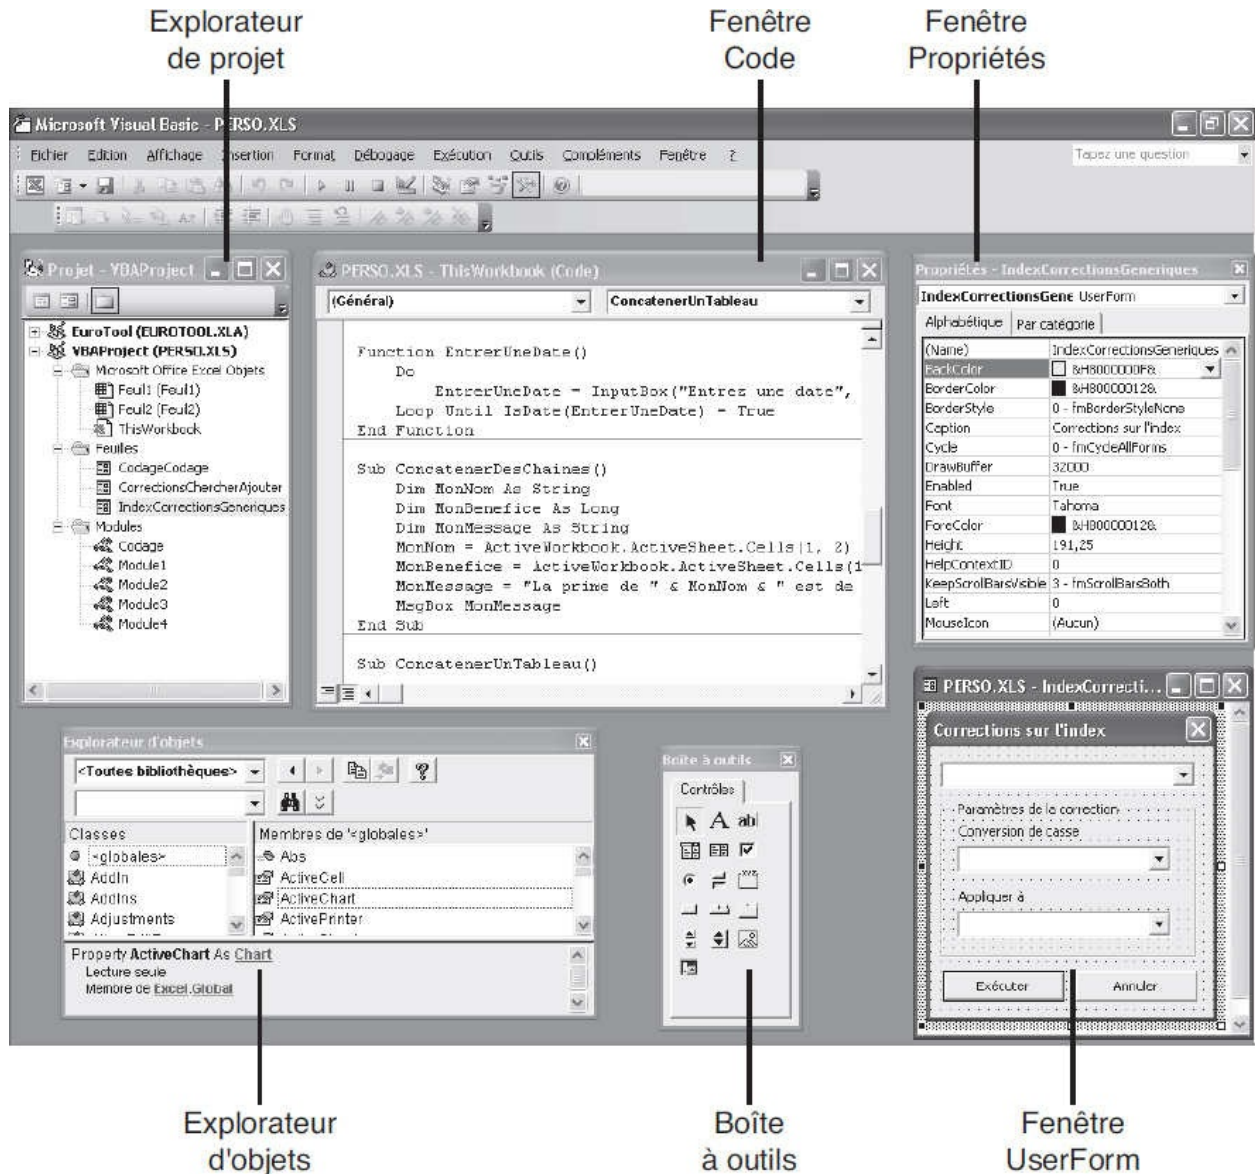 Explorateur
de projet
Fenêtre
Code
Fenêtre
Propriétés
Microsoft Visual Basic - PERSO.XLS
Fichier Edition Affichage Insertion Format Débogage Exécution Outils Compléments Fenêtre ?
Tapez une question
Projet - VBAProject
EuroTool (EUROTOOL.XLA)
VBAProject (PERSO.XLS)
Microsoft Office Excel Objets
Feuil1 (Feuil1)
Feuil2 (Feuil2)
ThisWorkbook
Feuilles
CodageCodage
CorrectionsChercherAjouter
IndexCorrectionsGeneriques
Modules
Codage
Module1
Module2
Module3
Module4
PERSO.XLS - ThisWorkbook (Code)
(Général) ConcatenerUnTableau
Function EntrerUneDate()
Do
EntrerUneDate = InputBox("Entrez une date",
Loop Until IsDate(EntrerUneDate) = True
End Function
Sub ConcatenerDesChaines()
Dim MonNom As String
Dim MonBenefice As Long
Dim MonMessage As String
MonNom = ActiveWorkbook.ActiveSheet.Cells(1, 2)
MonBenefice = ActiveWorkbook.ActiveSheet.Cells(1
MonMessage = "La prime de " & MonNom & " est de
MsgBox MonMessage
End Sub
Sub ConcatenerUnTableau()
Propriétés - IndexCorrectionsGeneriques
IndexCorrectionsGene UserForm
Alphabétique Par catégorie
(Name) IndexCorrectionsGeneriques
BackColor &H8000000F&
BorderColor &H80000012&
BorderStyle 0 - fmBorderStyleNone
Caption Corrections sur l'index
Cycle 0 - fmCycleAllForms
DrawBuffer 32000
Enabled True
Font Tahoma
ForeColor &H80000012&
Height 191,25
HelpContextID 0
KeepScrollBarsVisible 3 - fmScrollBarsBoth
Left 0
MouseIcon (Aucun)
Explorateur d'objets
<Toutes bibliothèques>
Classes
Membres de '<globales>'
<globales>
AddIn
AddIns
Adjustments
Abs
ActiveCell
ActiveChart
ActivePrinter
Property ActiveChart As Chart
Lecture seule
Membre de Excel.Global
Boîte à outils
Contrôles
PERSO.XLS - IndexCorrecti...
Corrections sur l'index
Paramètres de la correction
Conversion de casse
Appliquer à
Exécuter Annuler
Explorateur
d'objets
Boîte
à outils
Fenêtre
UserForm